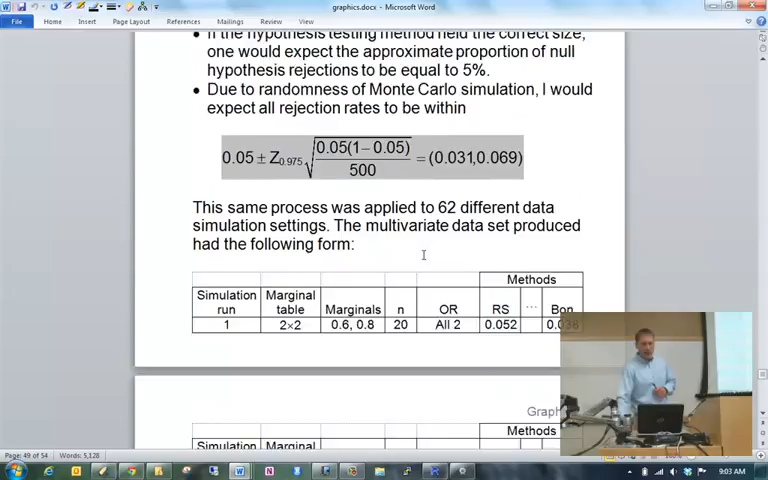 graphics.docx - Microsoft Word
File Home Insert Page Layout References Mailings Review View
If the hypothesis testing method held the correct size,
one would expect the approximate proportion of null
hypothesis rejections to be equal to 5%.
Due to randomness of Monte Carlo simulation, I would
expect all rejection rates to be within
0.05 ± Z0.975 √(0.05(1−0.05)/500) = (0.031,0.069)
This same process was applied to 62 different data
simulation settings. The multivariate data set produced
had the following form:
Methods
Simulation run Marginal table Marginals n OR RS ... Bon
1 2×2 0.6, 0.8 20 All 2 0.052 0.038
Graph
Methods
Simulation Marginal
Page: 49 of 54 Words: 5,128
9:03 AM